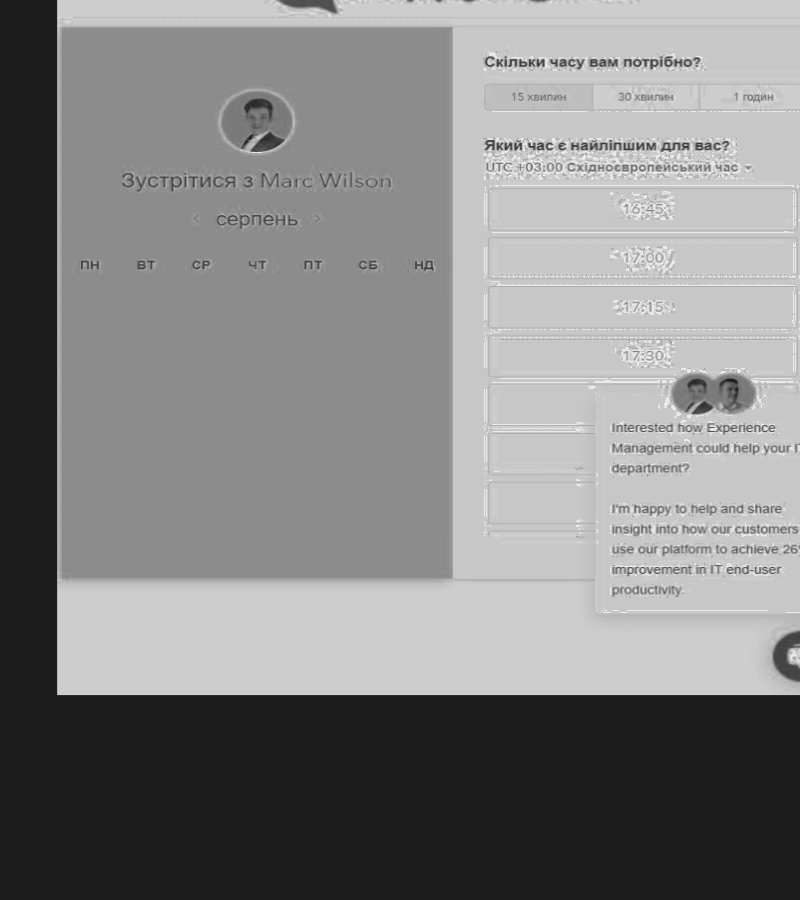 Зустрітися з Marc Wilson
серпень
ПН ВТ СР ЧТ ПТ СБ НД
Скільки часу вам потрібно?
15 хвилин 30 хвилин 1 годин
Який час є найліпшим для вас?
UTC +03:00 Східноєвропейський час
16:45
17:00
17:15
17:30
Interested how Experience
Management could help your IT
department?
I'm happy to help and share
insight into how our customers
use our platform to achieve 26%
improvement in IT end-user
productivity.